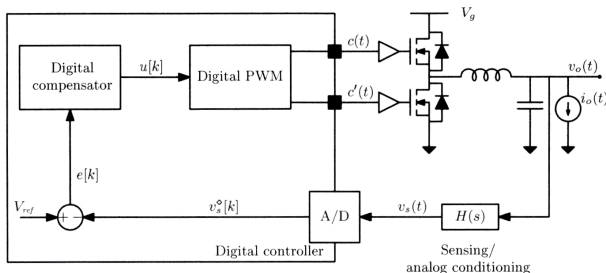 V_g
c(t)
v_o(t)
Digital compensator
u[k]
Digital PWM
c′(t)
i_o(t)
e[k]
V_ref
+ −
v_s^⋄[k]
A/D
v_s(t)
H(s)
Digital controller
Sensing/
analog conditioning